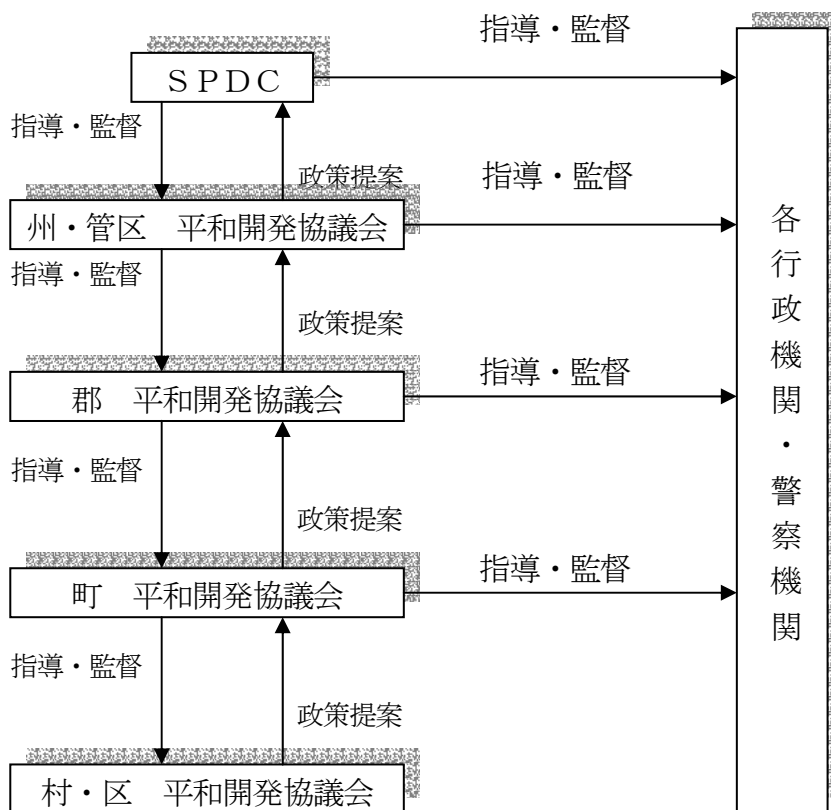 指導・監督
ＳＰＤＣ
指導・監督
政策提案
指導・監督
州・管区　平和開発協議会
指導・監督
政策提案
指導・監督
郡　平和開発協議会
指導・監督
政策提案
指導・監督
町　平和開発協議会
指導・監督
政策提案
村・区　平和開発協議会
各行政機関・警察機関